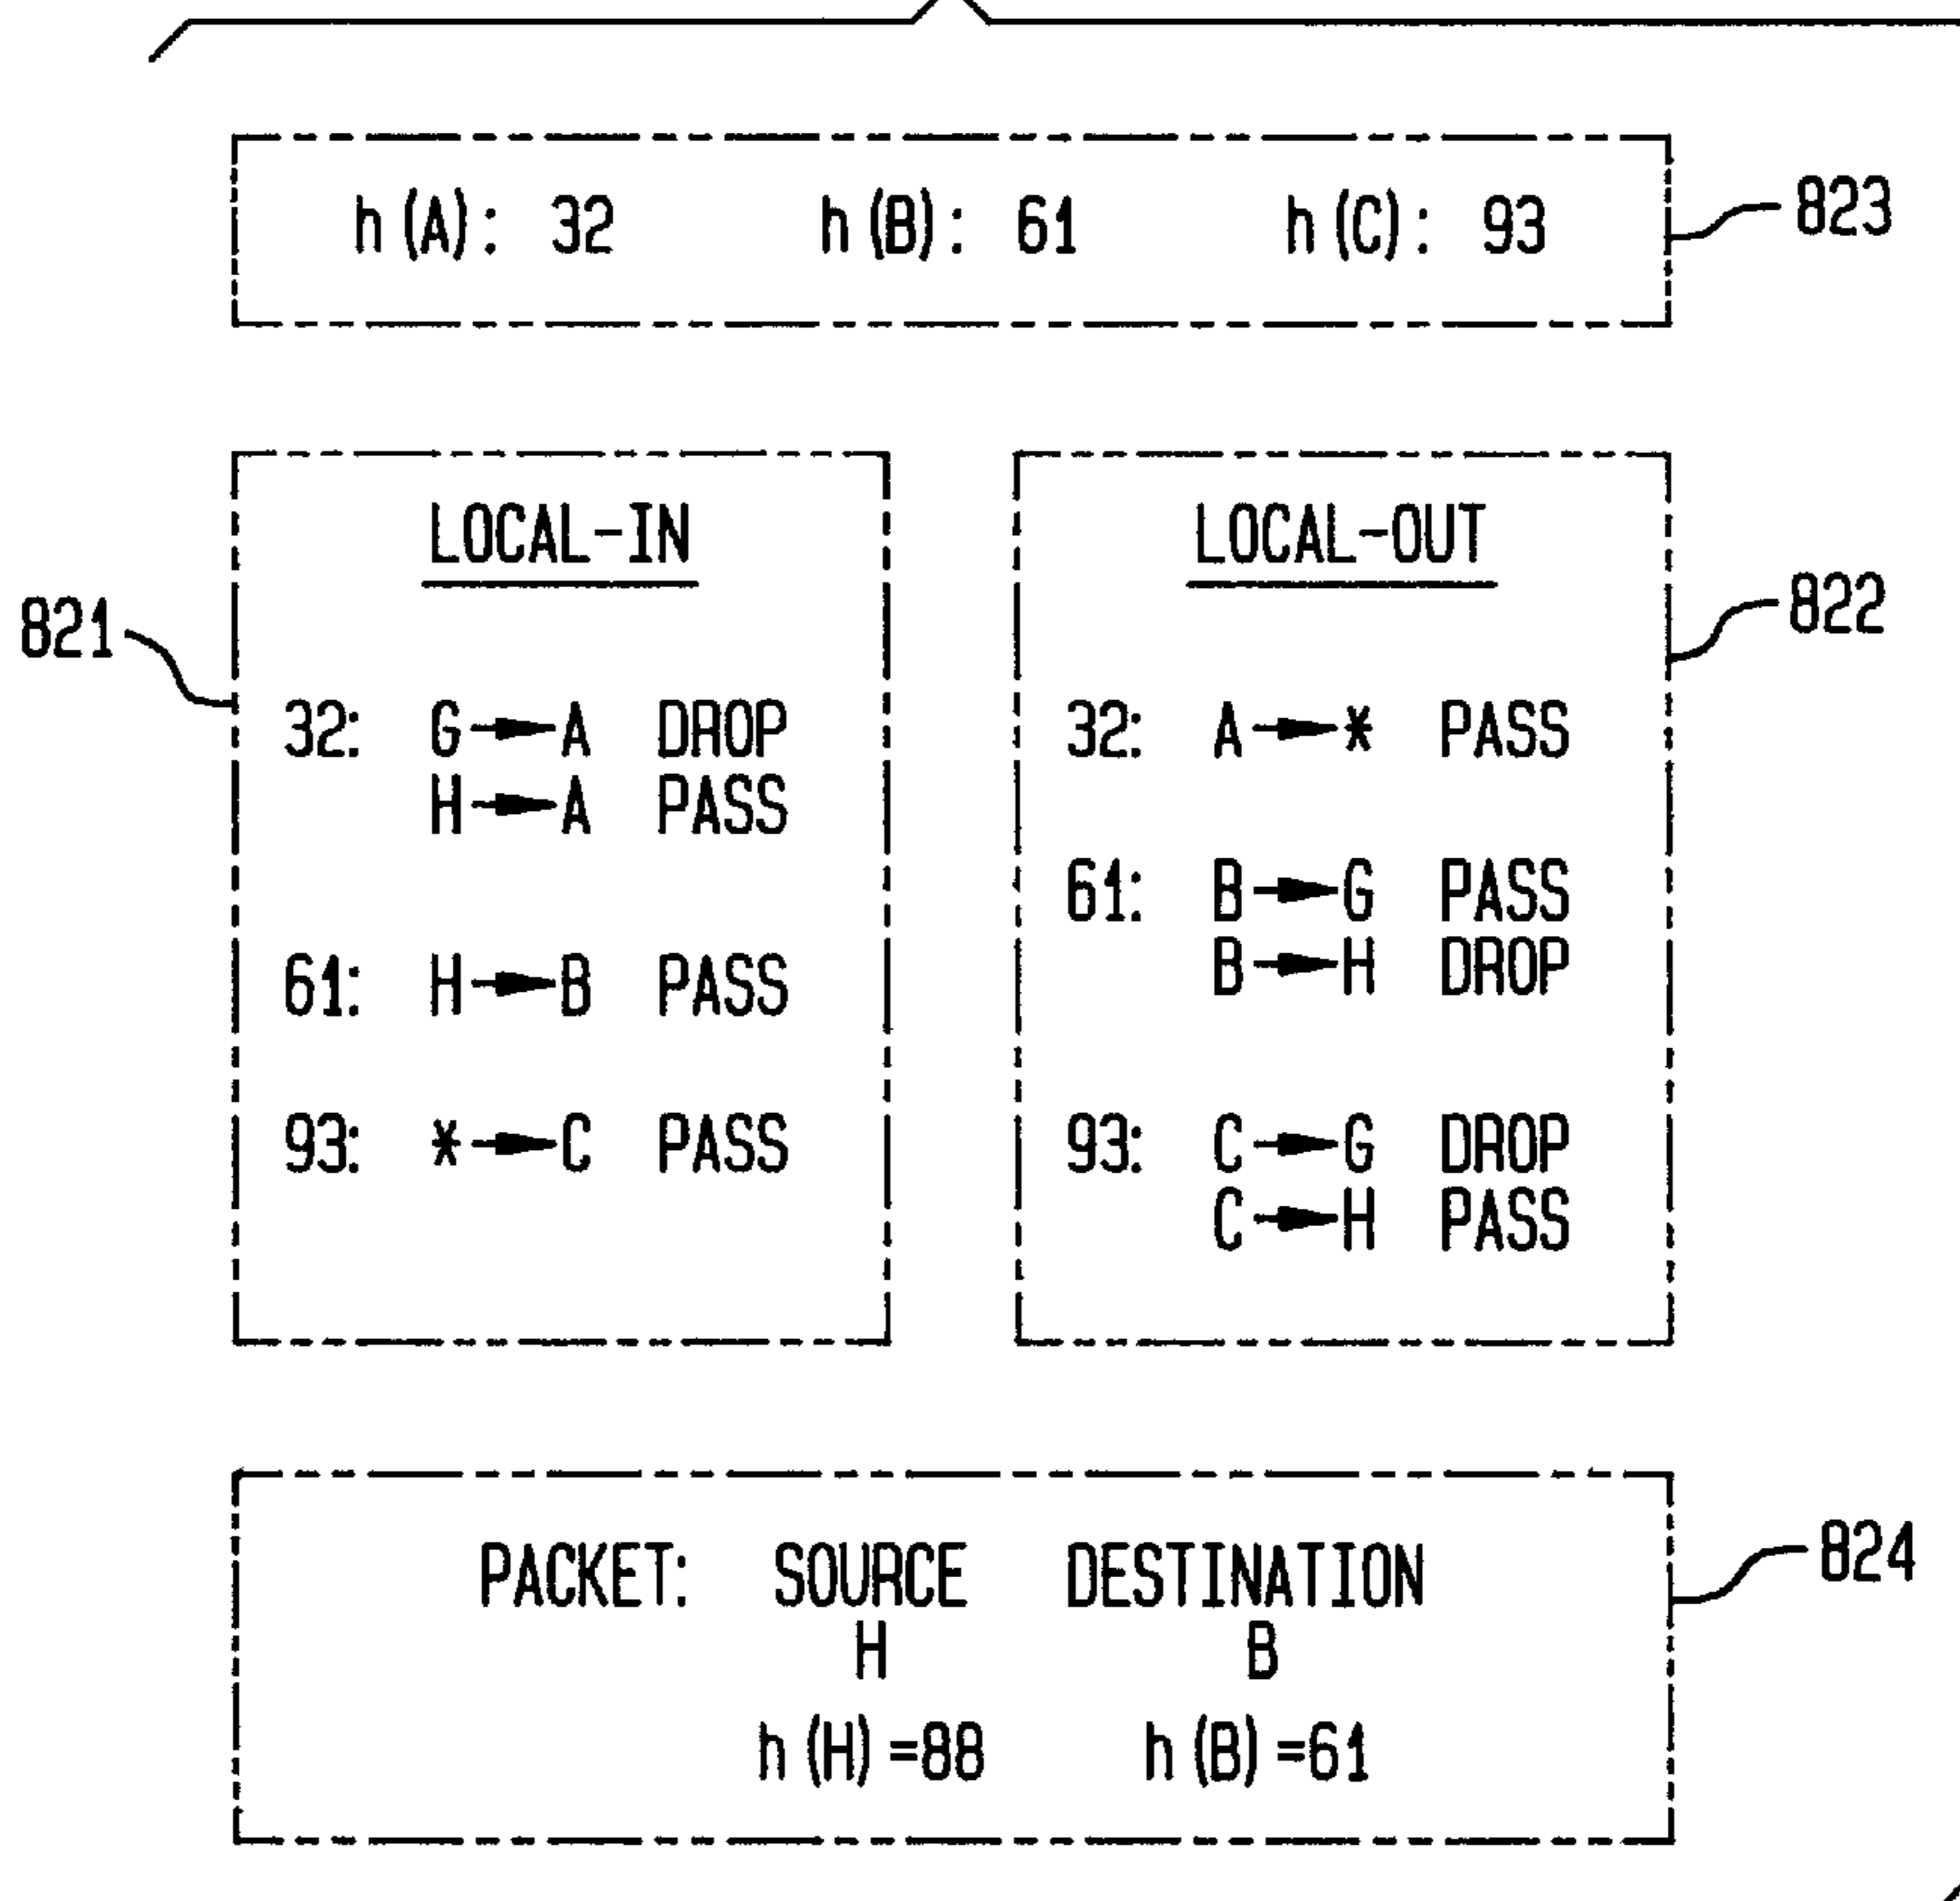 h(A): 32 h(B): 61 h(C): 93
823
LOCAL-IN
821
32: G→A DROP
H→A PASS
61: H→B PASS
93: *→C PASS
LOCAL-OUT
822
32: A→* PASS
61: B→G PASS
B→H DROP
93: C→G DROP
C→H PASS
PACKET: SOURCE DESTINATION
H B
h(H)=88 h(B)=61
824